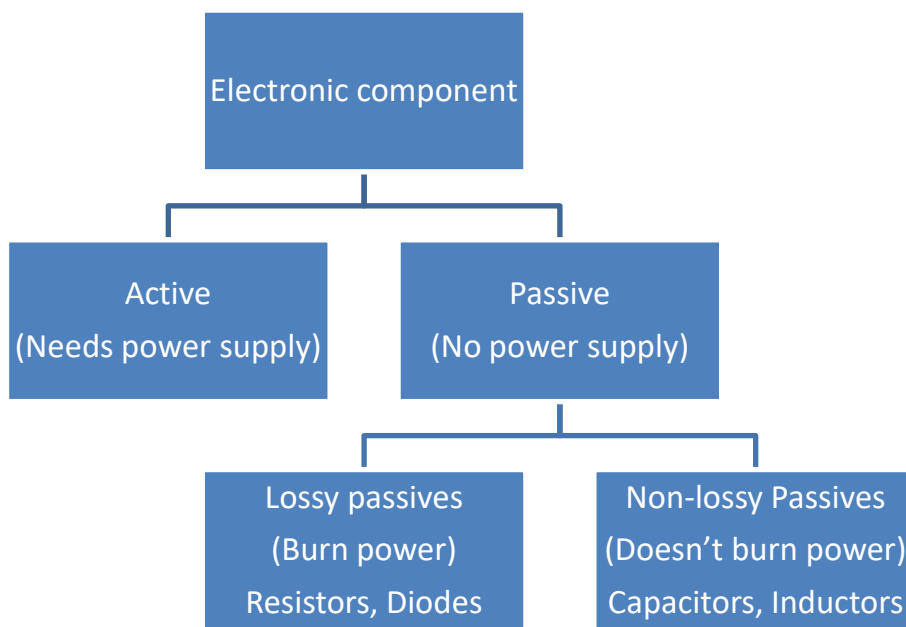 Electronic component
Active
(Needs power supply)
Passive
(No power supply)
Lossy passives
(Burn power)
Resistors, Diodes
Non-lossy Passives
(Doesn’t burn power)
Capacitors, Inductors